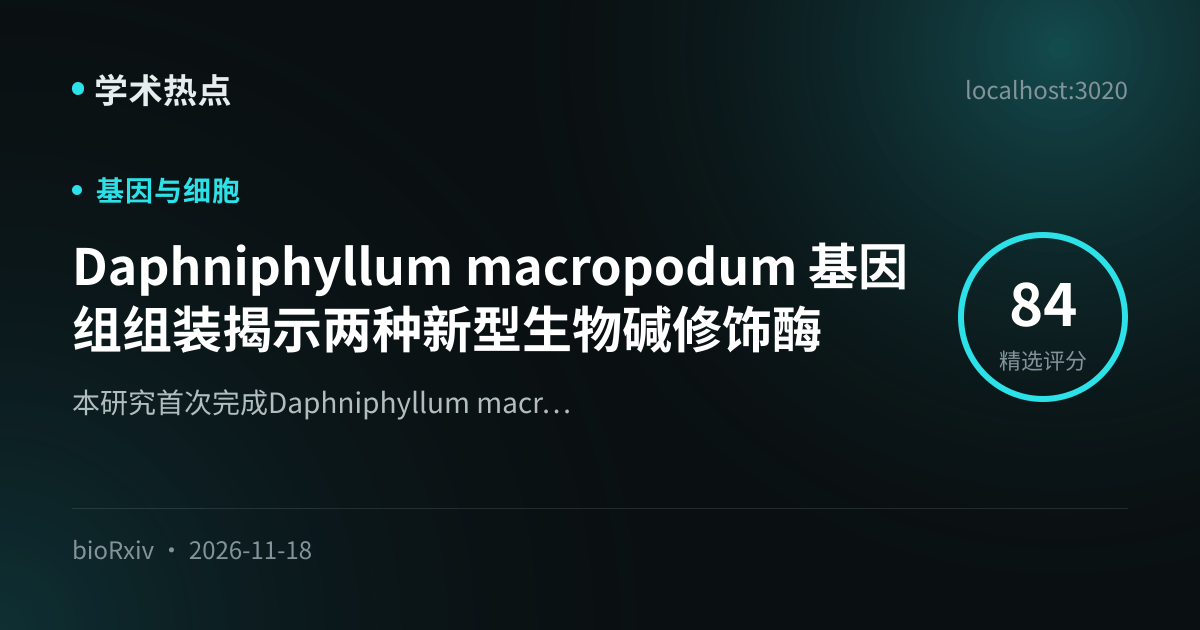 学术热点
localhost:3020
基因与细胞
Daphniphyllum macropodum 基因
组组装揭示两种新型生物碱修饰酶
84
精选评分
本研究首次完成Daphniphyllum macr…
bioRxiv · 2026-11-18